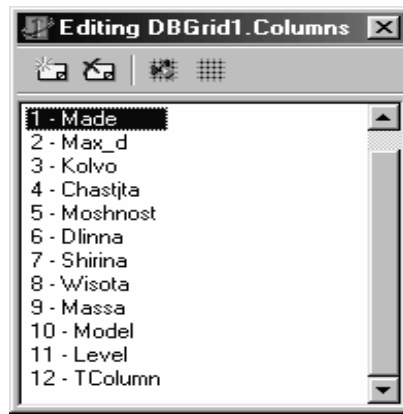 Editing DBGrid1.Columns
1 - Made
2 - Max_d
3 - Kolvo
4 - Chastjta
5 - Moshnost
6 - Dlinna
7 - Shirina
8 - Wisota
9 - Massa
10 - Model
11 - Level
12 - TColumn